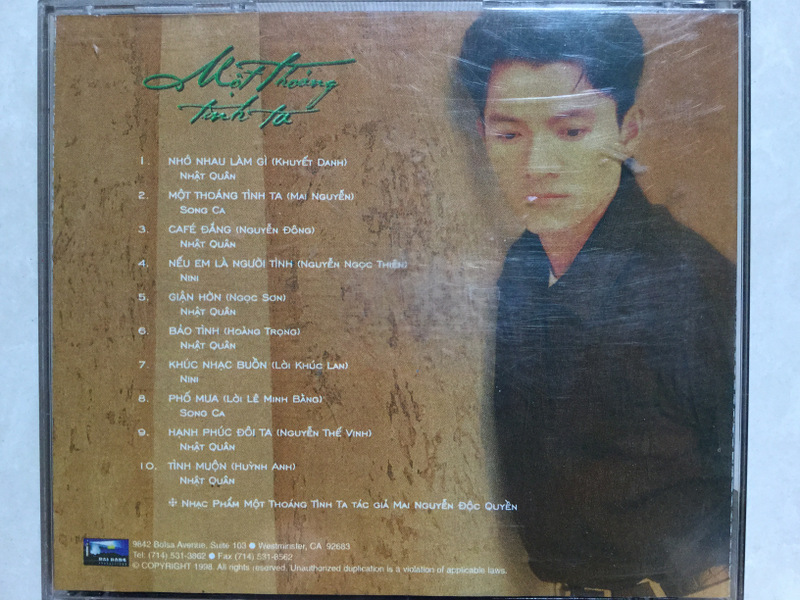 Một thoáng
tình ta
1. NHỚ NHAU LÀM GÌ (KHUYẾT DANH)
NHẬT QUÂN
2. MỘT THOÁNG TÌNH TA (MAI NGUYỄN)
SONG CA
3. CAFÉ ĐẮNG (NGUYỄN ĐÔNG)
NHẬT QUÂN
4. NẾU EM LÀ NGƯỜI TÌNH (NGUYỄN NGỌC THIỆN)
NINI
5. GIẬN HỜN (NGỌC SƠN)
NHẬT QUÂN
6. BẢO TÌNH (HOÀNG TRỌNG)
NHẬT QUÂN
7. KHÚC NHẠC BUỒN (LỜI KHÚC LAN)
NINI
8. PHỐ MƯA (LỜI LÊ MINH BẰNG)
SONG CA
9. HẠNH PHÚC ĐÔI TA (NGUYỄN THẾ VINH)
NHẬT QUÂN
10. TÌNH MUỘN (HUỲNH ANH)
NHẬT QUÂN
✢ NHẠC PHẨM MỘT THOÁNG TÌNH TA TÁC GIẢ MAI NGUYỄN ĐỘC QUYỀN
9842 Bolsa Avenue, Suite 103 ● Westminster, CA 92683
Tel: (714) 531-3862 ● Fax (714) 531-8562
© COPYRIGHT 1998. All rights reserved. Unauthorized duplication is a violation of applicable laws.
HAI DANG